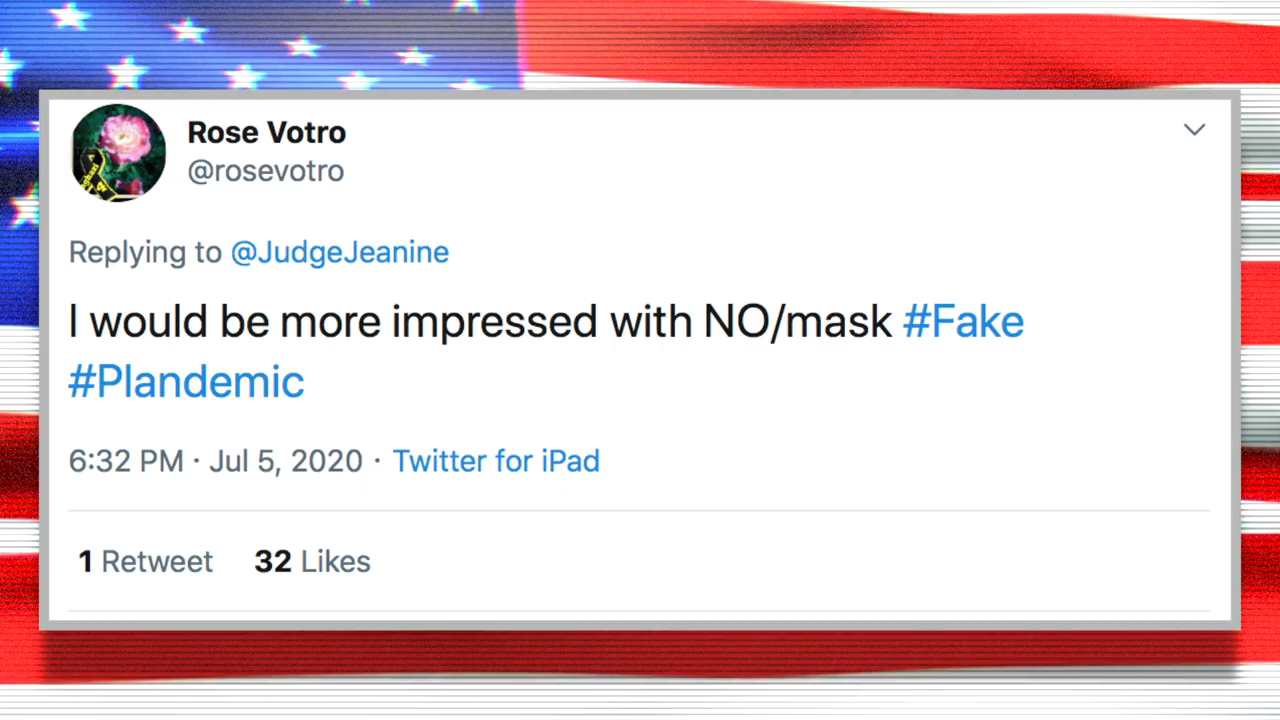 Rose Votro
@rosevotro
Replying to @JudgeJeanine
I would be more impressed with NO/mask #Fake
#Plandemic
6:32 PM · Jul 5, 2020 · Twitter for iPad
1 Retweet 32 Likes